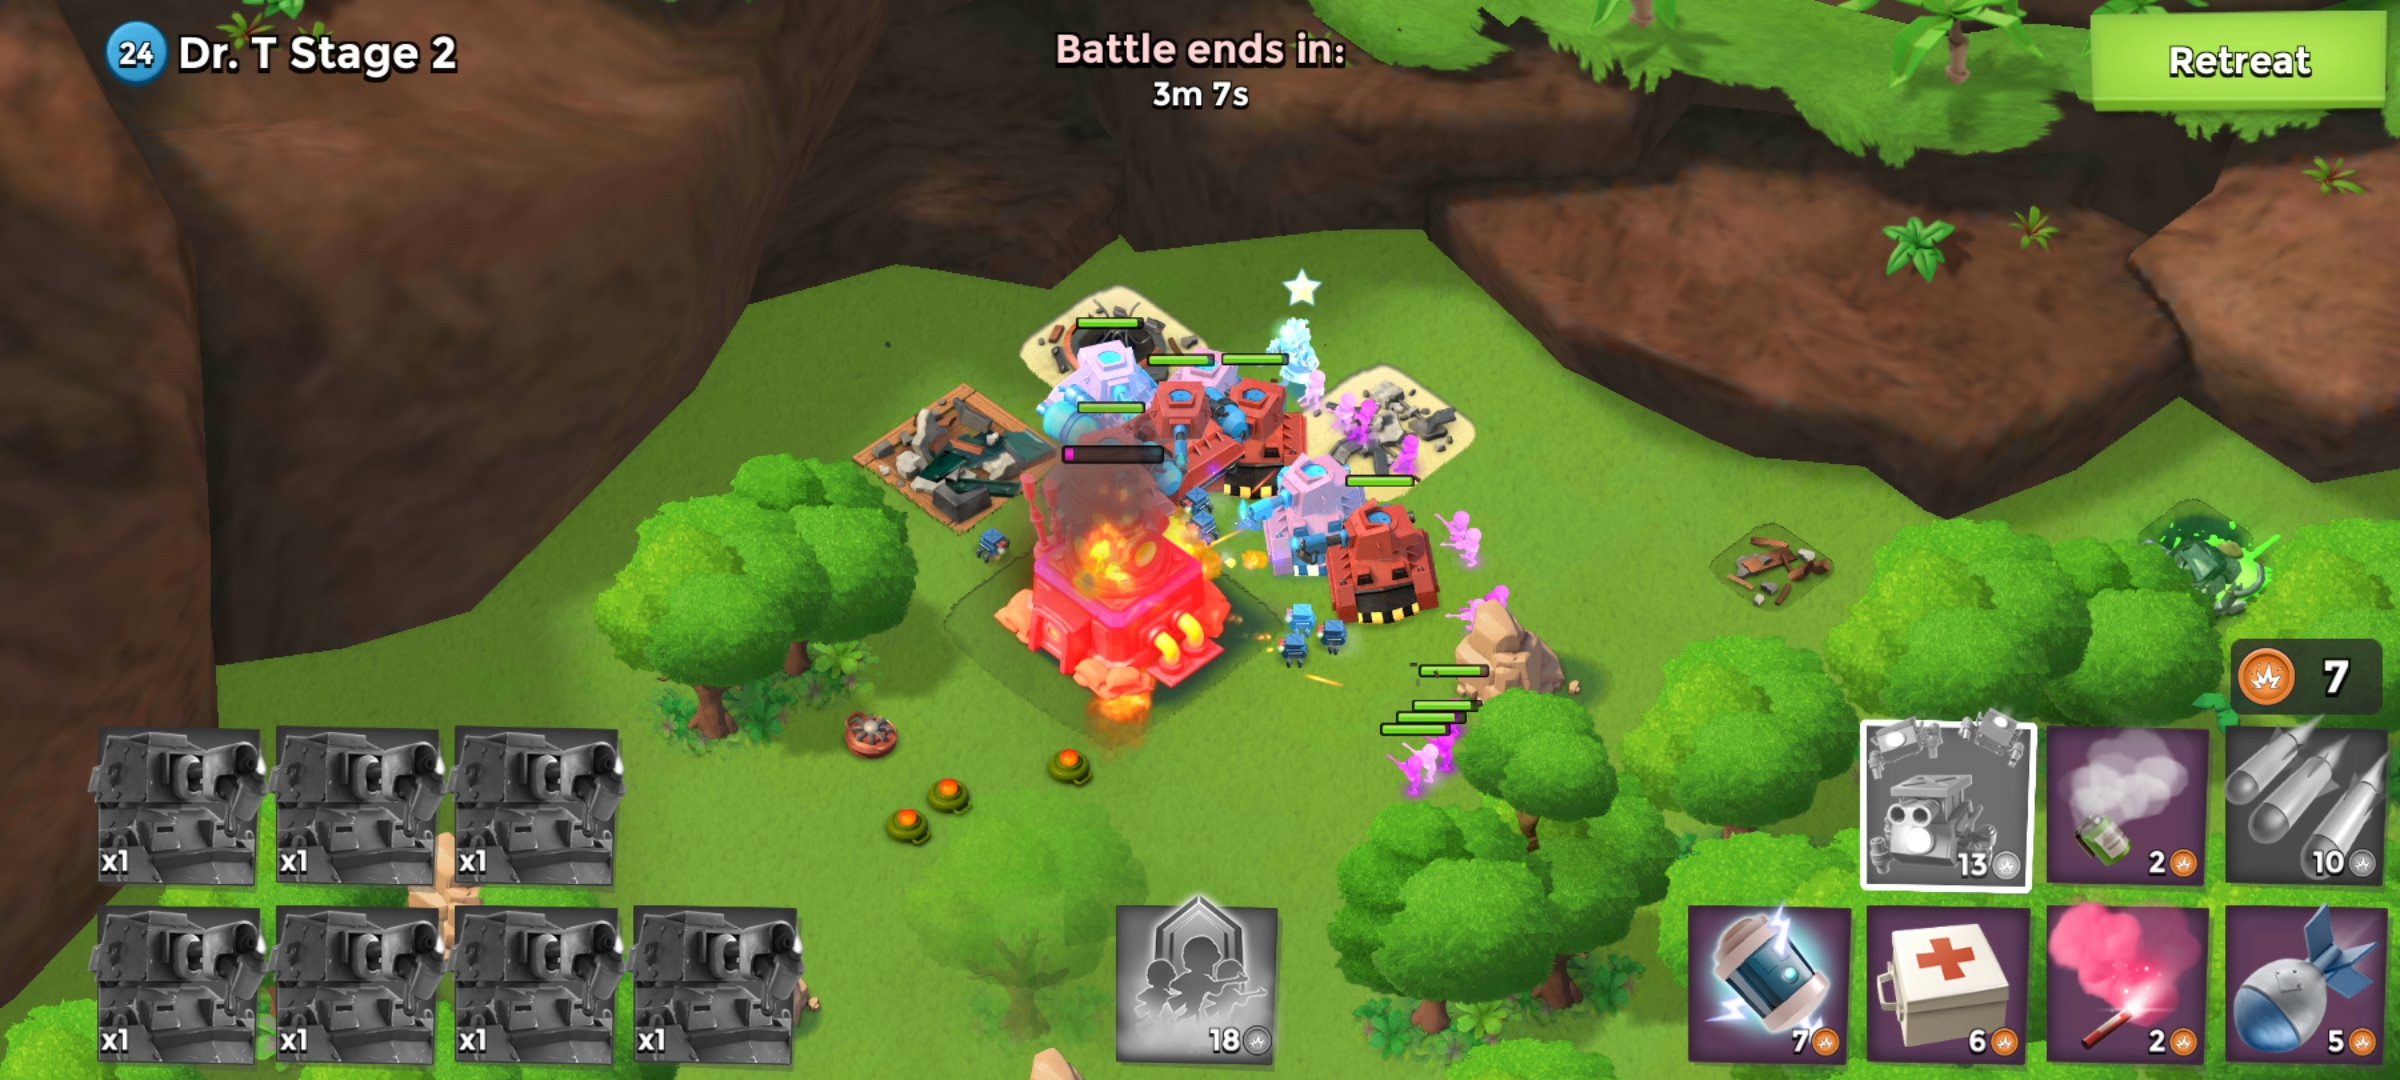 24 Dr. T Stage 2
Battle ends in:
3m 7s
Retreat
7
x1 x1 x1
13 2 10
x1 x1 x1 x1
18
7 6 2 5